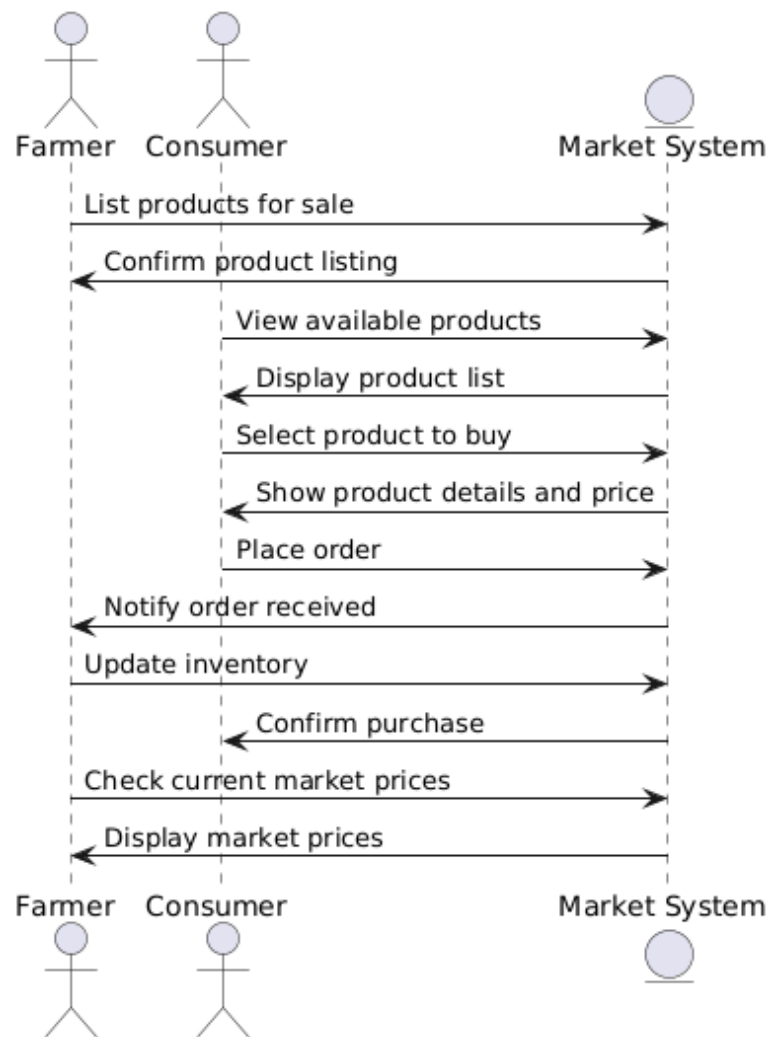 Farmer Consumer Market System
List products for sale
Confirm product listing
View available products
Display product list
Select product to buy
Show product details and price
Place order
Notify order received
Update inventory
Confirm purchase
Check current market prices
Display market prices
Farmer Consumer Market System